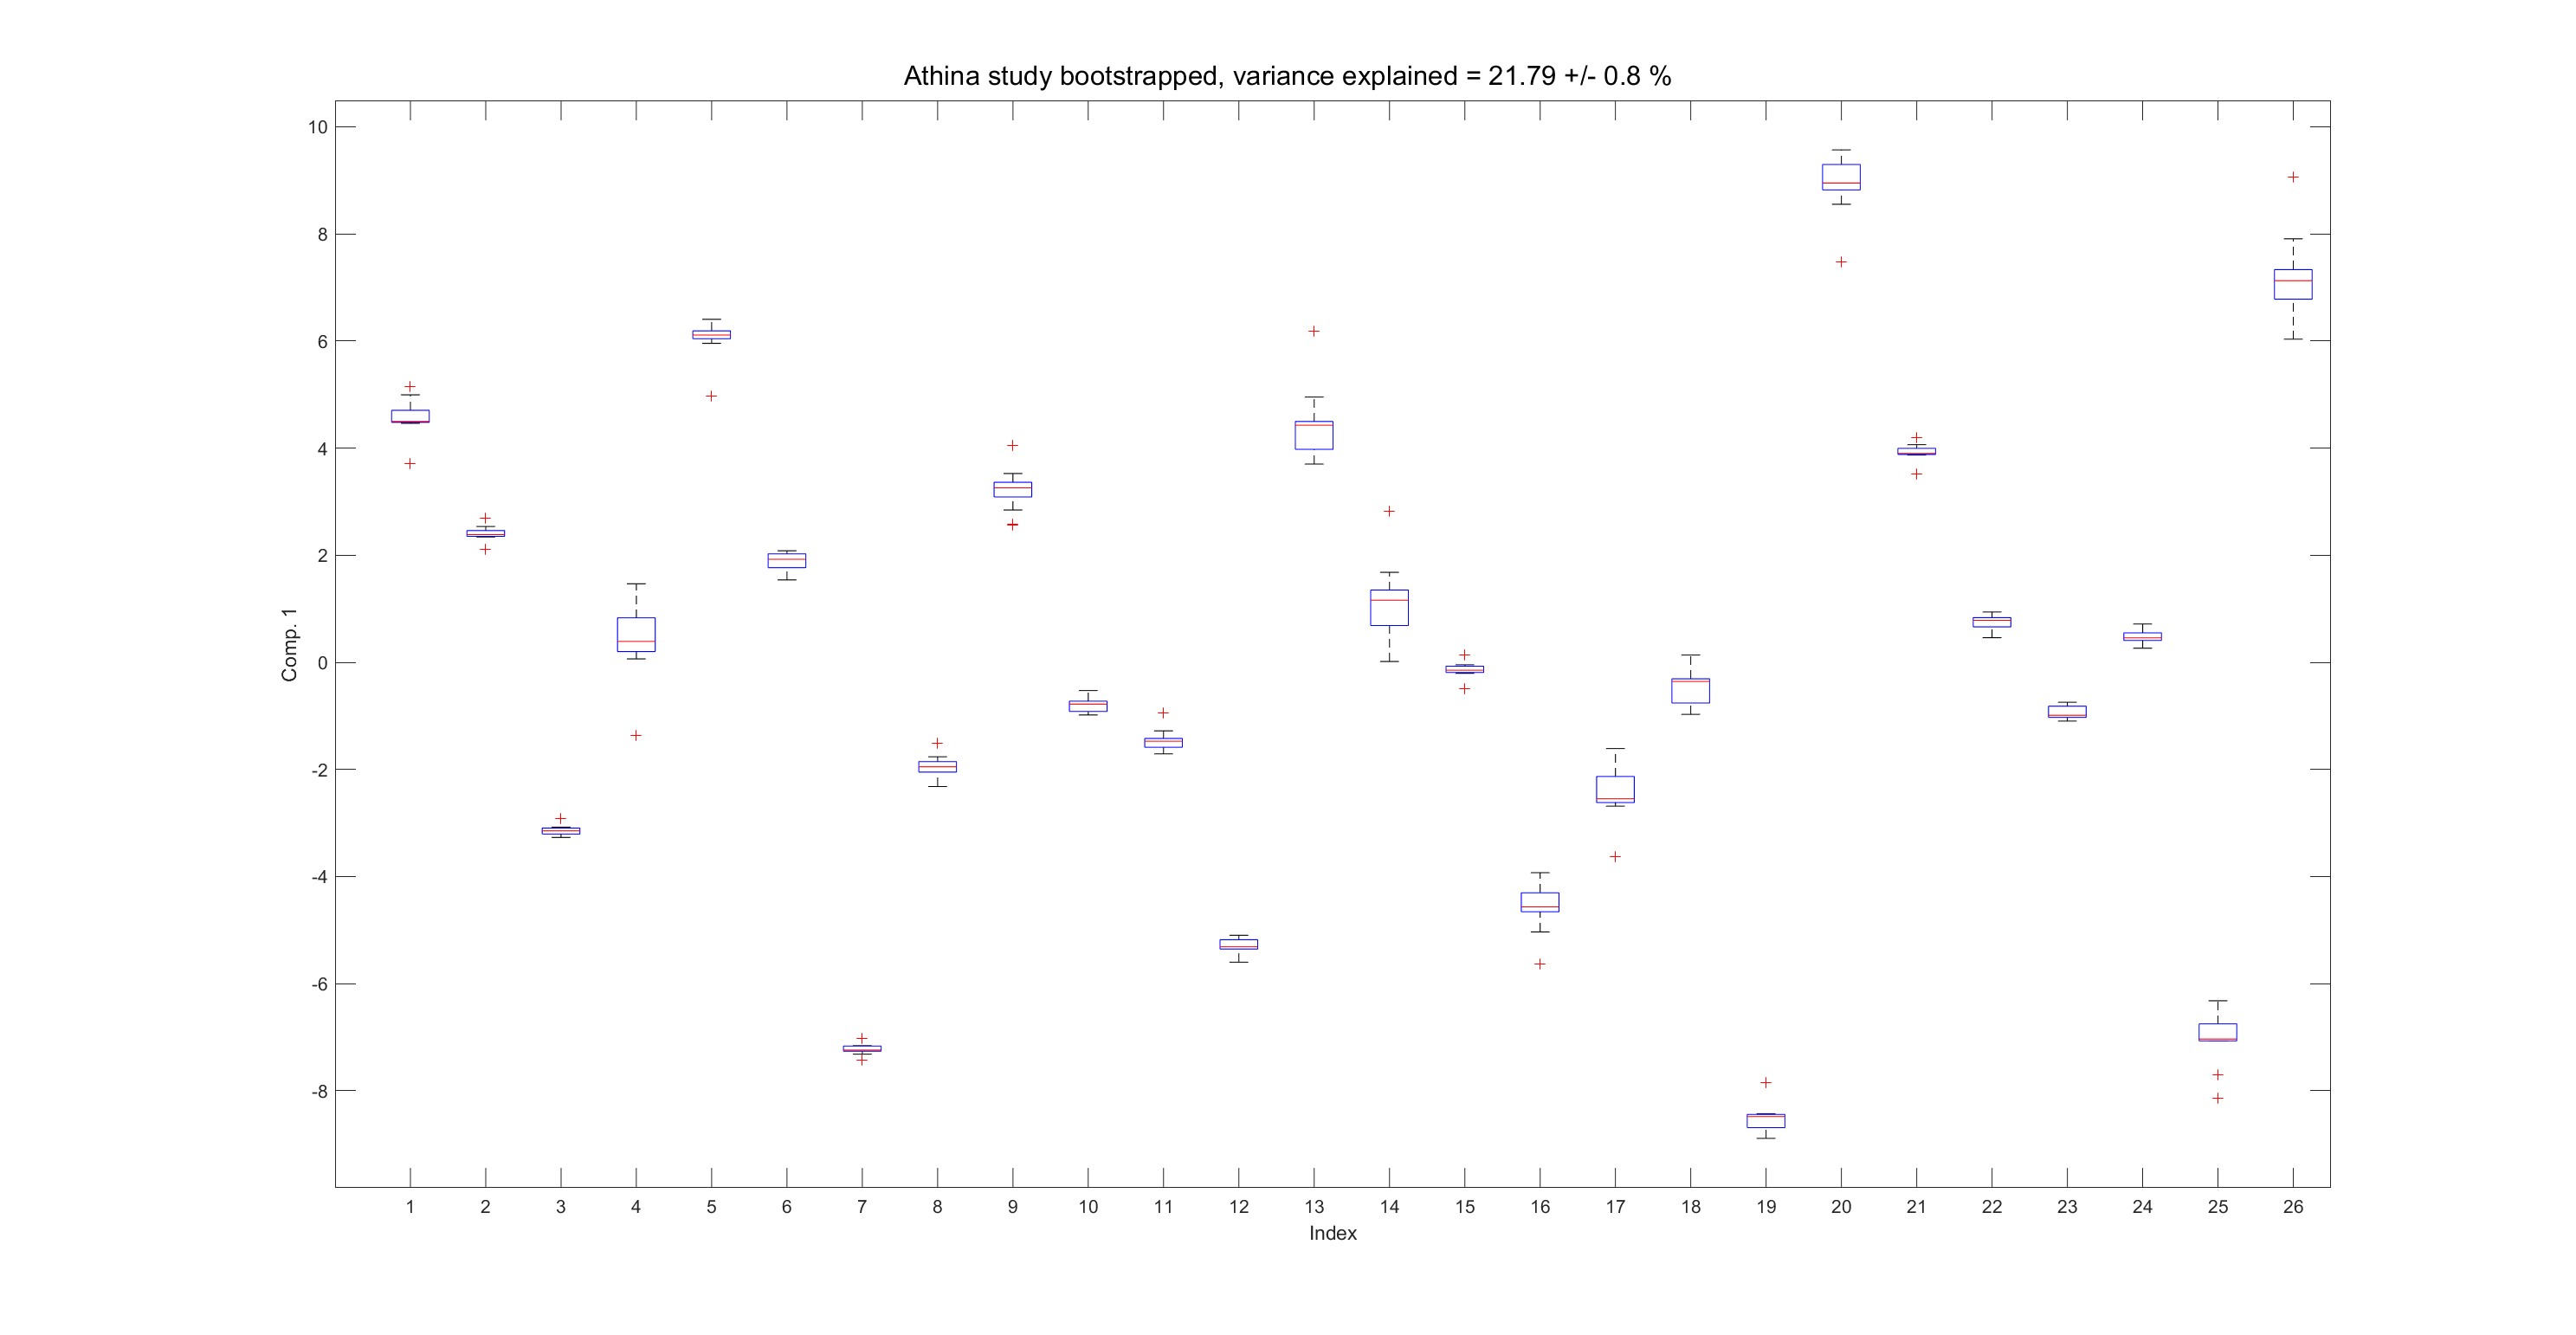 Athina study bootstrapped, variance explained = 21.79 +/- 0.8 %
10
8
6
4
2
0
-2
-4
-6
-8
Comp. 1
1 2 3 4 5 6 7 8 9 10 11 12 13 14 15 16 17 18 19 20 21 22 23 24 25 26
Index